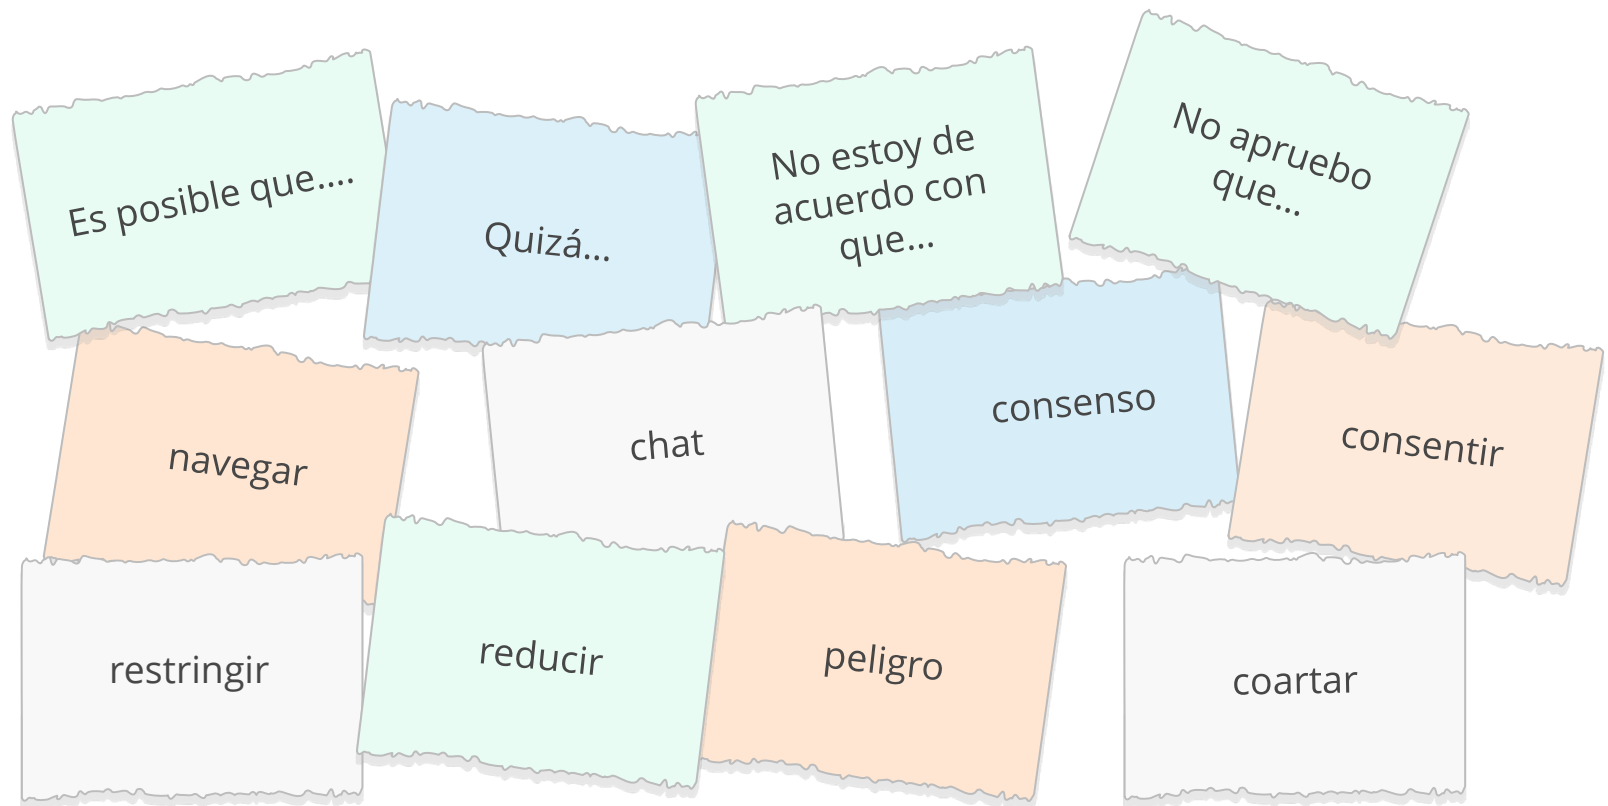 Es posible que....
Quizá...
No estoy de
acuerdo con
que...
No apruebo
que...
navegar
chat
consenso
consentir
restringir
reducir
peligro
coartar